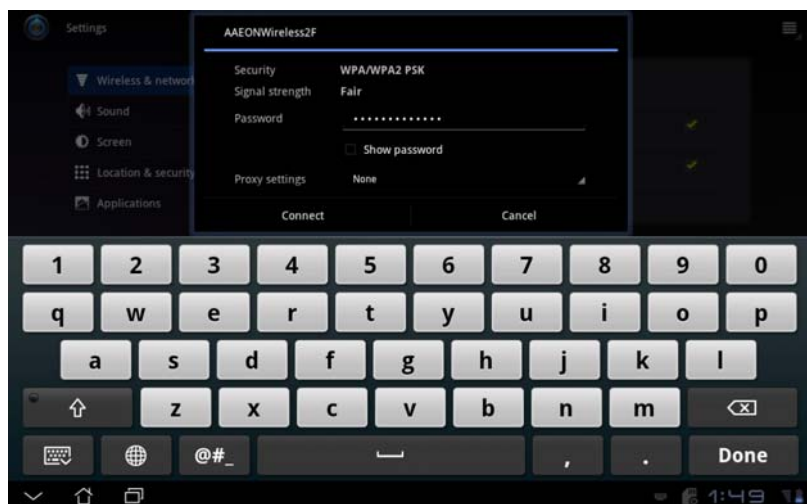 Settings
AAEONWireless2F
Wireless & networ
Sound
Screen
Location & security
Applications
Security WPA/WPA2 PSK
Signal strength Fair
Password •••••••••••••
Show password
Proxy settings None
Connect Cancel
1 2 3 4 5 6 7 8 9 0
q w e r t y u i o p
a s d f g h j k l
z x c v b n m
@#_ , . Done
1:49